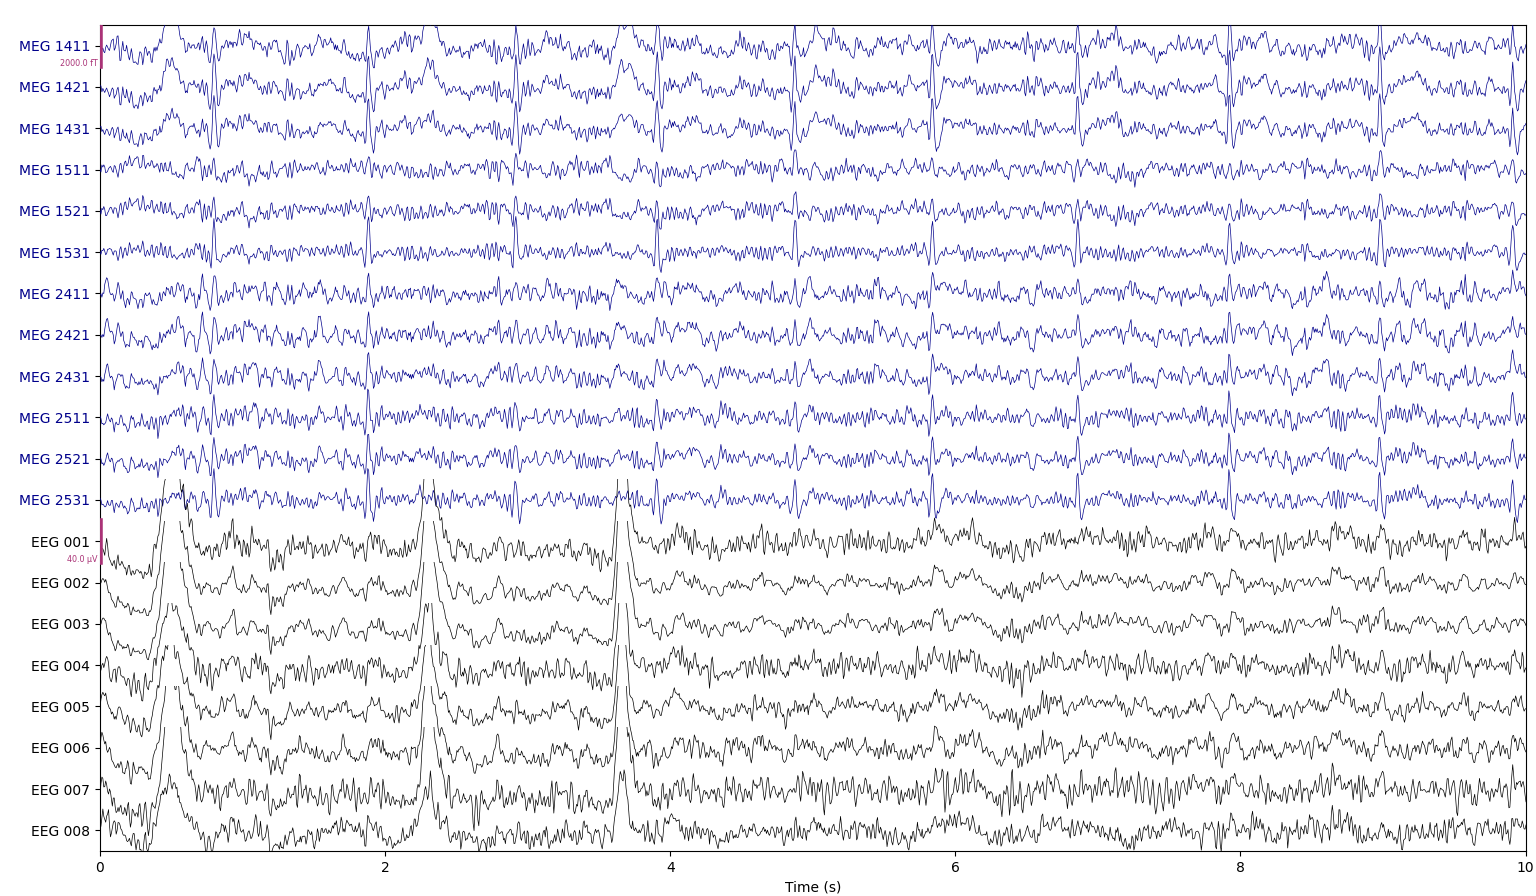 MEG 1411
2000.0 fT
MEG 1421
MEG 1431
MEG 1511
MEG 1521
MEG 1531
MEG 2411
MEG 2421
MEG 2431
MEG 2511
MEG 2521
MEG 2531
EEG 001
40.0 µV
EEG 002
EEG 003
EEG 004
EEG 005
EEG 006
EEG 007
EEG 008
0 2 4 6 8 10
Time (s)